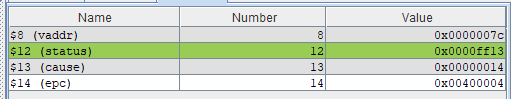 Name Number Value
$8 (vaddr) 8 0x0000007c
$12 (status) 12 0x0000ff13
$13 (cause) 13 0x00000014
$14 (epc) 14 0x00400004